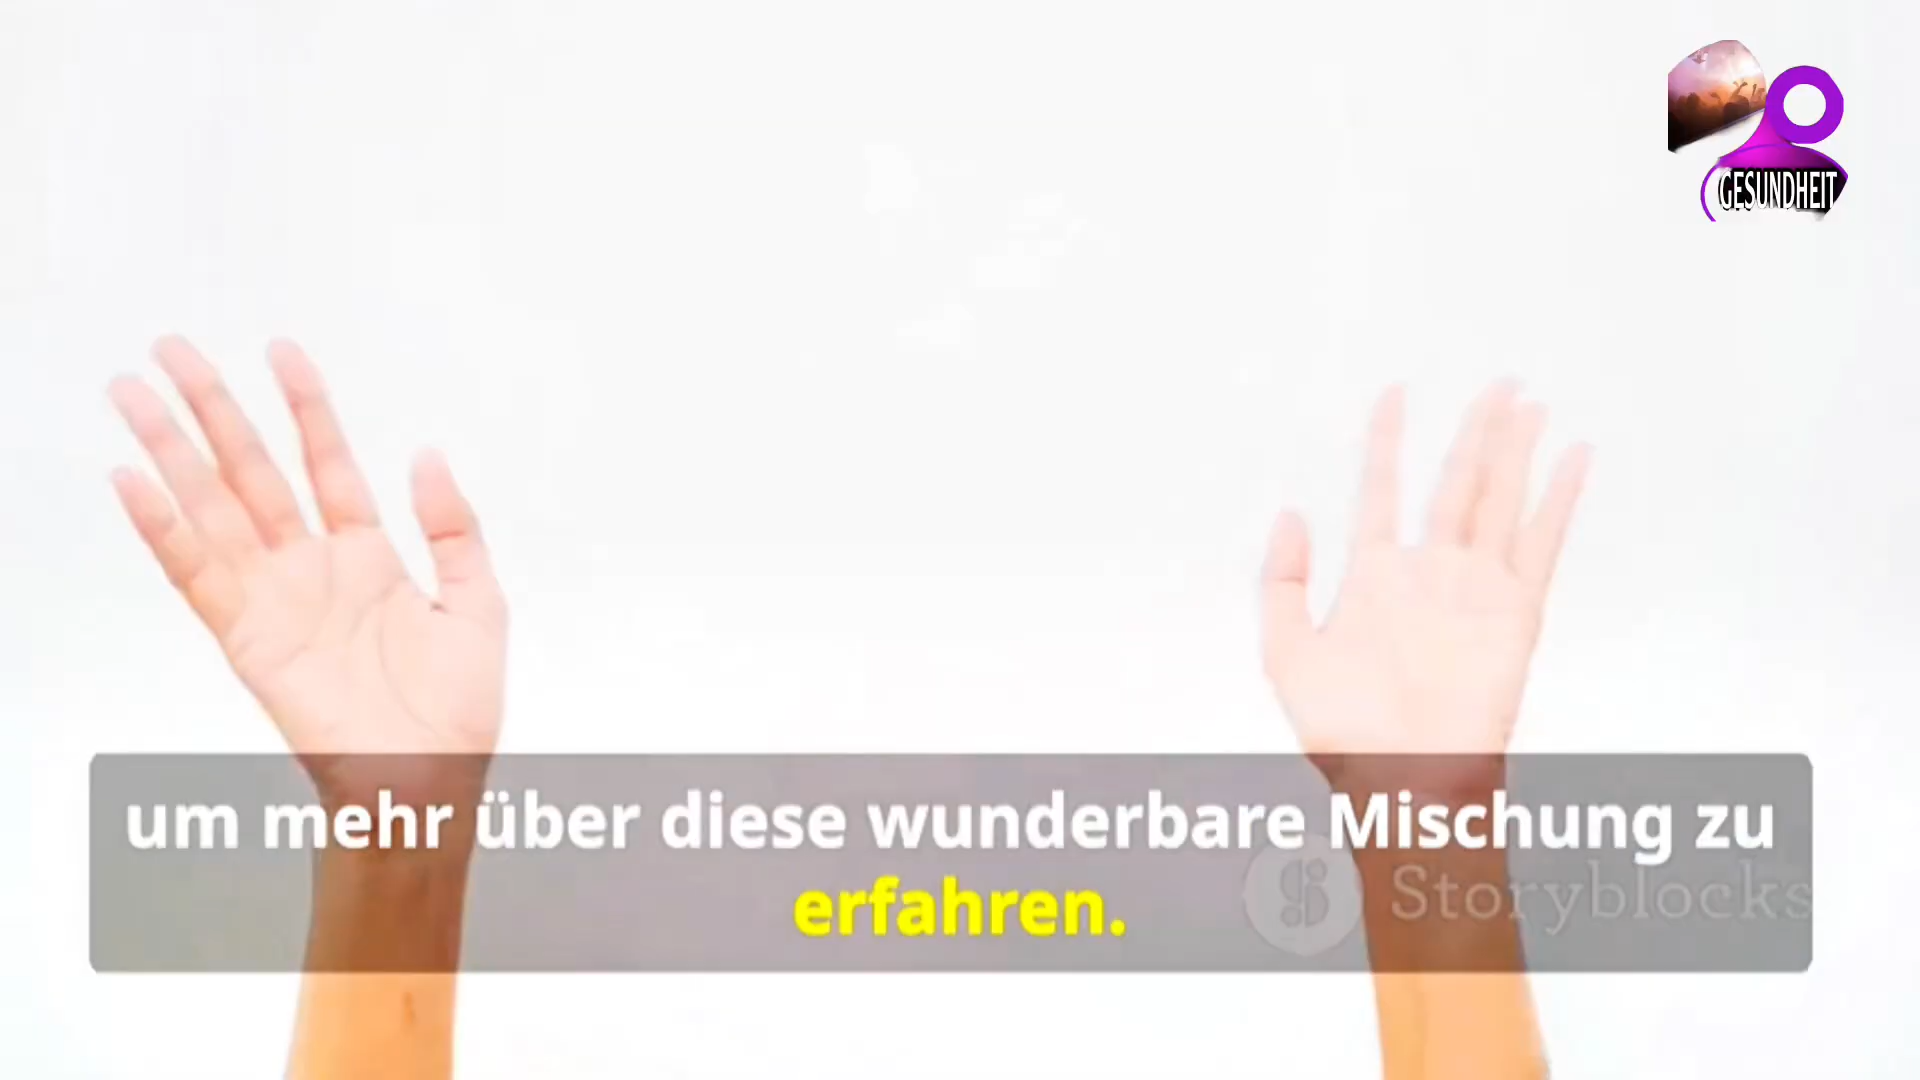 GESUNDHEIT
um mehr über diese wunderbare Mischung zu
erfahren.
Storyblocks